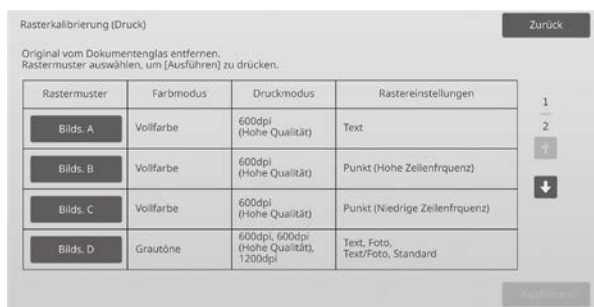 Rasterkalibrierung (Druck)
Zurück
Original vom Dokumentenglas entfernen.
Rastermuster auswählen, um [Ausführen] zu drücken.
Rastermuster Farbmodus Druckmodus Rastereinstellungen
Bilds. A Vollfarbe 600dpi (Hohe Qualität) Text
Bilds. B Vollfarbe 600dpi (Hohe Qualität) Punkt (Hohe Zeilenfrquenz)
Bilds. C Vollfarbe 600dpi (Hohe Qualität) Punkt (Niedrige Zeilenfrquenz)
Bilds. D Grautöne 600dpi, 600dpi (Hohe Qualität), 1200dpi Text, Foto, Text/Foto, Standard
1
2
Ausführen